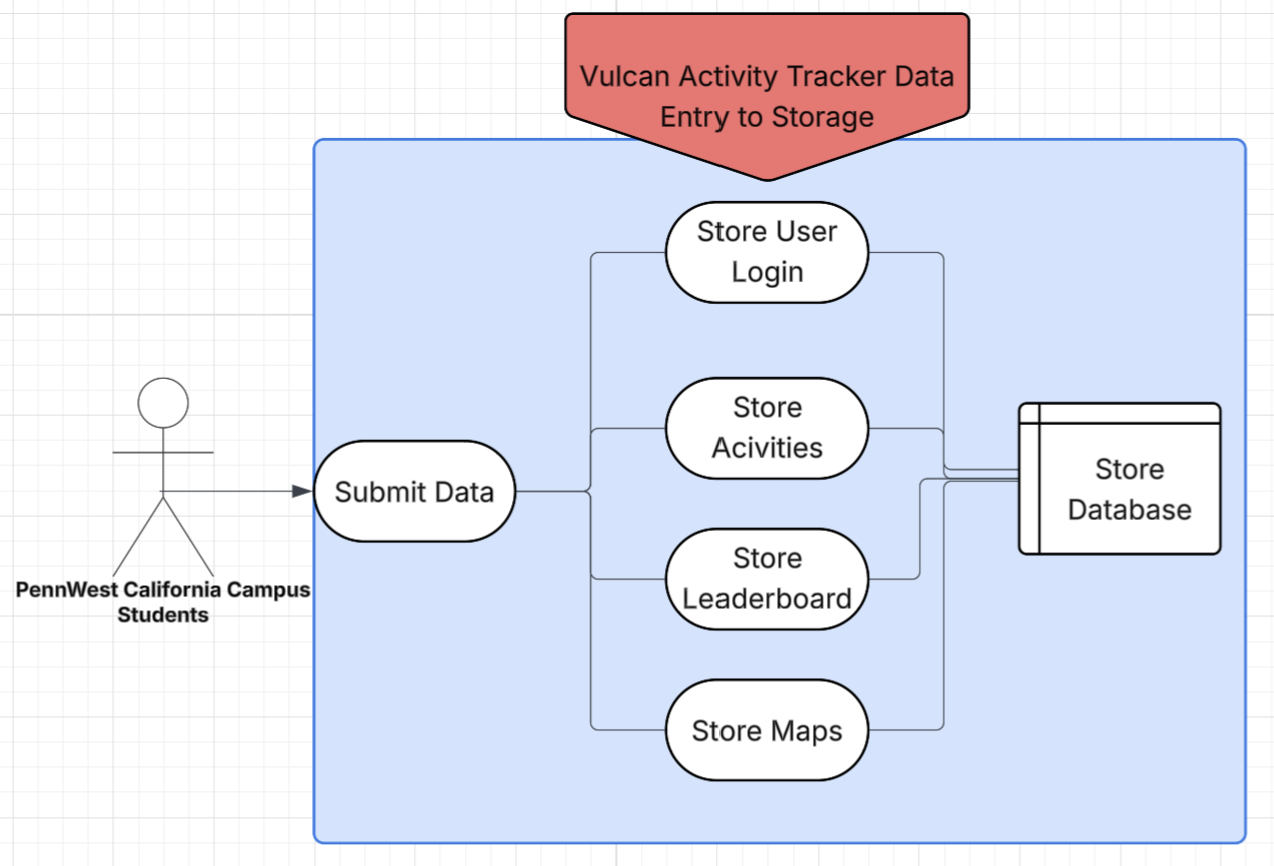 Vulcan Activity Tracker Data
Entry to Storage
Store User
Login
Store
Acivities
Submit Data
Store
Database
Store
Leaderboard
PennWest California Campus
Students
Store Maps